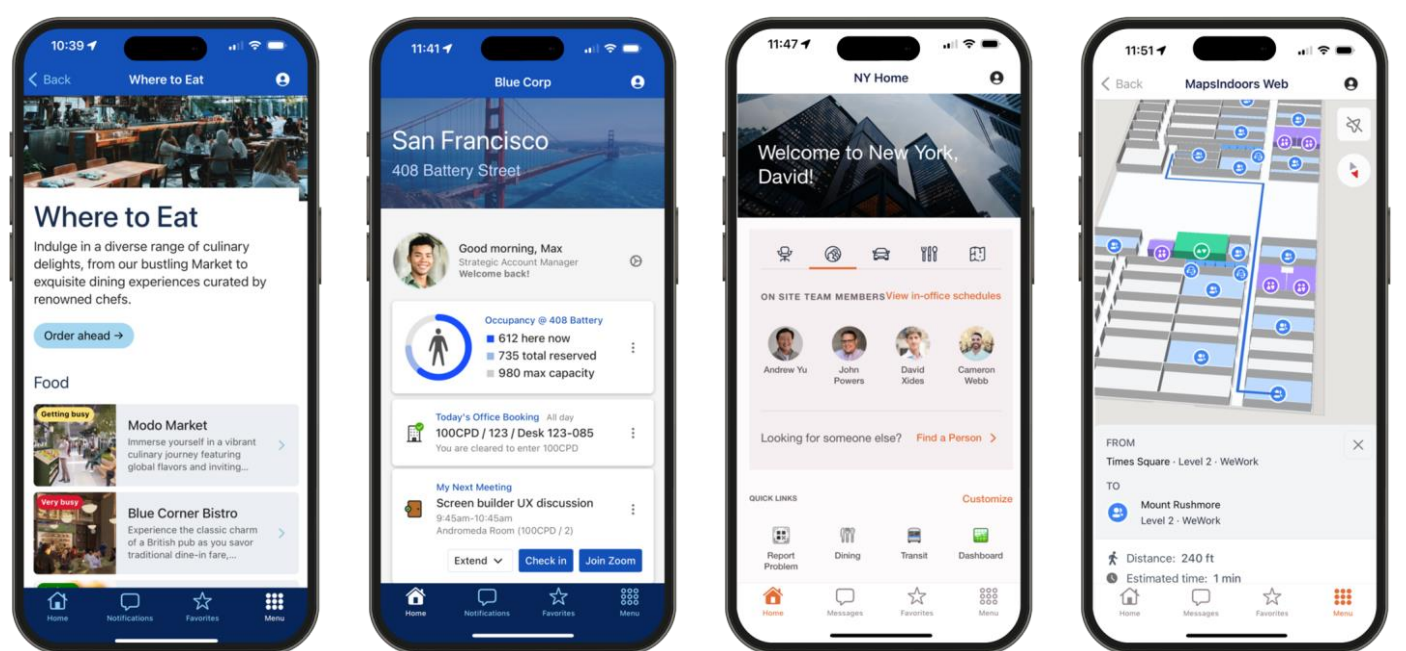 10:39
Back
Where to Eat
Where to Eat
Indulge in a diverse range of culinary
delights, from our bustling Market to
exquisite dining experiences curated by
renowned chefs.
Order ahead →
Food
Getting busy
Modo Market
Immerse yourself in a vibrant
culinary journey featuring
global flavors and inviting...
Very busy
Blue Corner Bistro
Experience the classic charm
of a British pub as you savor
traditional dine-in fare,...
Home
Notifications
Favorites
Menu
11:41
Blue Corp
San Francisco
408 Battery Street
Good morning, Max
Strategic Account Manager
Welcome back!
Occupancy @ 408 Battery
612 here now
735 total reserved
980 max capacity
Today's Office Booking All day
100CPD / 123 / Desk 123-085
You are cleared to enter 100CPD
My Next Meeting
Screen builder UX discussion
9:45am-10:45am
Andromeda Room (100CPD / 2)
Extend
Check in
Join Zoom
Home
Notifications
Favorites
Menu
11:47
NY Home
Welcome to New York,
David!
ON SITE TEAM MEMBERS View in-office schedules
Andrew Yu
John
Powers
David
Xides
Cameron
Webb
Looking for someone else? Find a Person
QUICK LINKS
Customize
Report
Problem
Dining
Transit
Dashboard
Home
Messages
Favorites
Menu
11:51
Back
MapsIndoors Web
FROM
Times Square · Level 2 · WeWork
TO
Mount Rushmore
Level 2 · WeWork
Distance: 240 ft
Estimated time: 1 min
Home
Messages
Favorites
Menu